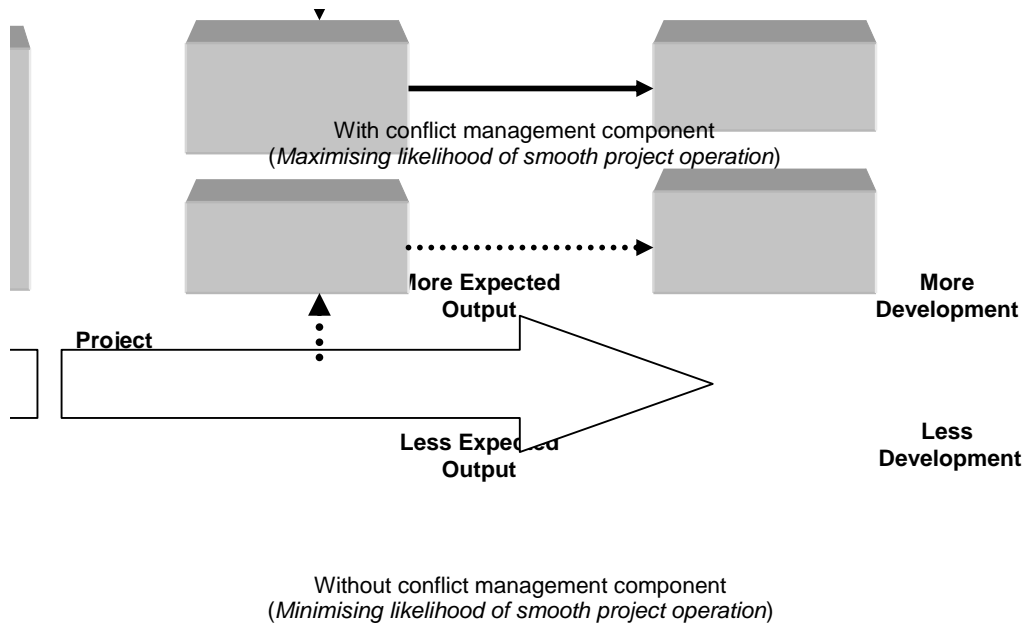 With conflict management component
(Maximising likelihood of smooth project operation)
More Expected
Output
More
Development
Project
Less Expected
Output
Less
Development
Without conflict management component
(Minimising likelihood of smooth project operation)